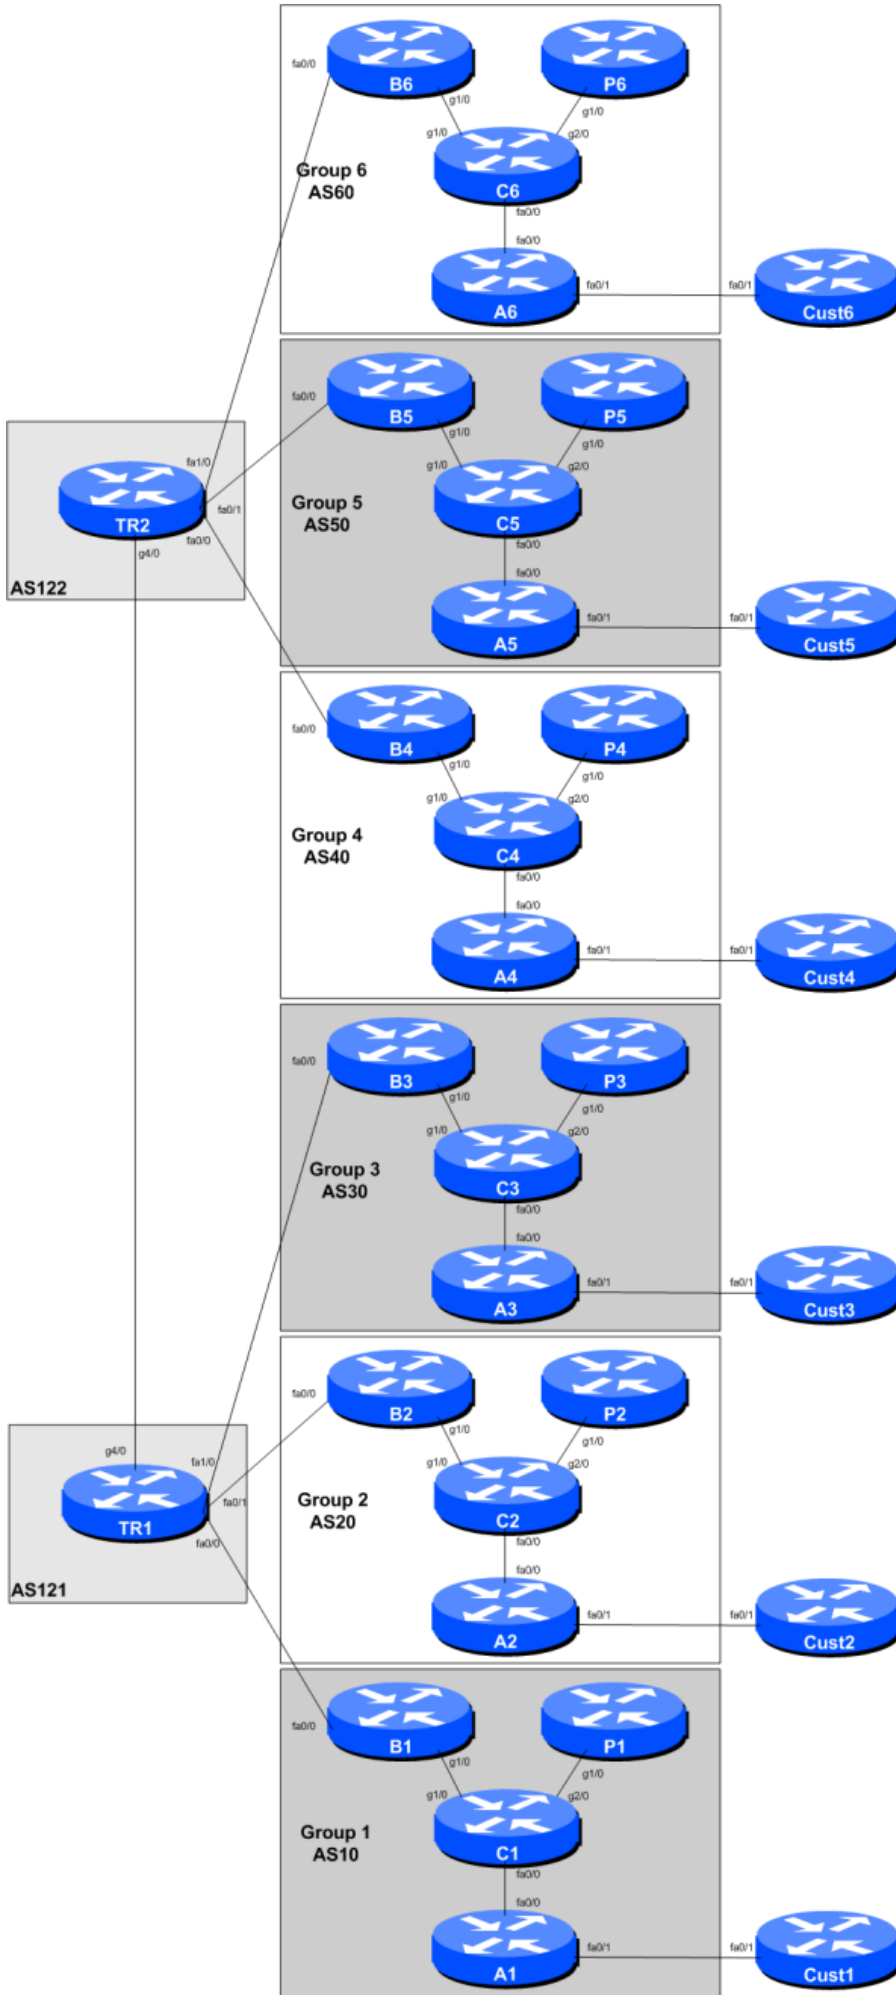 fa0/0
B6
P6
g1/0
g1/0
g1/0
g2/0
Group 6
AS60
C6
fa0/0
fa0/0
A6
fa0/1
fa0/1
Cust6
fa0/0
B5
P5
g1/0
g1/0
g1/0
g2/0
Group 5
AS50
C5
fa0/0
fa0/0
A5
fa0/1
fa0/1
Cust5
fa1/0
fa0/1
fa0/0
TR2
g4/0
AS122
fa0/0
B4
P4
g1/0
g1/0
g1/0
g2/0
Group 4
AS40
C4
fa0/0
fa0/0
A4
fa0/1
fa0/1
Cust4
fa0/0
B3
P3
g1/0
g1/0
g1/0
g2/0
Group 3
AS30
C3
fa0/0
fa0/0
A3
fa0/1
fa0/1
Cust3
fa0/0
B2
P2
g1/0
g1/0
g1/0
g2/0
Group 2
AS20
C2
fa0/0
fa0/0
A2
fa0/1
fa0/1
Cust2
g4/0
fa1/0
fa0/1
fa0/0
TR1
AS121
fa0/0
B1
P1
g1/0
g1/0
g1/0
g2/0
Group 1
AS10
C1
fa0/0
fa0/0
A1
fa0/1
fa0/1
Cust1